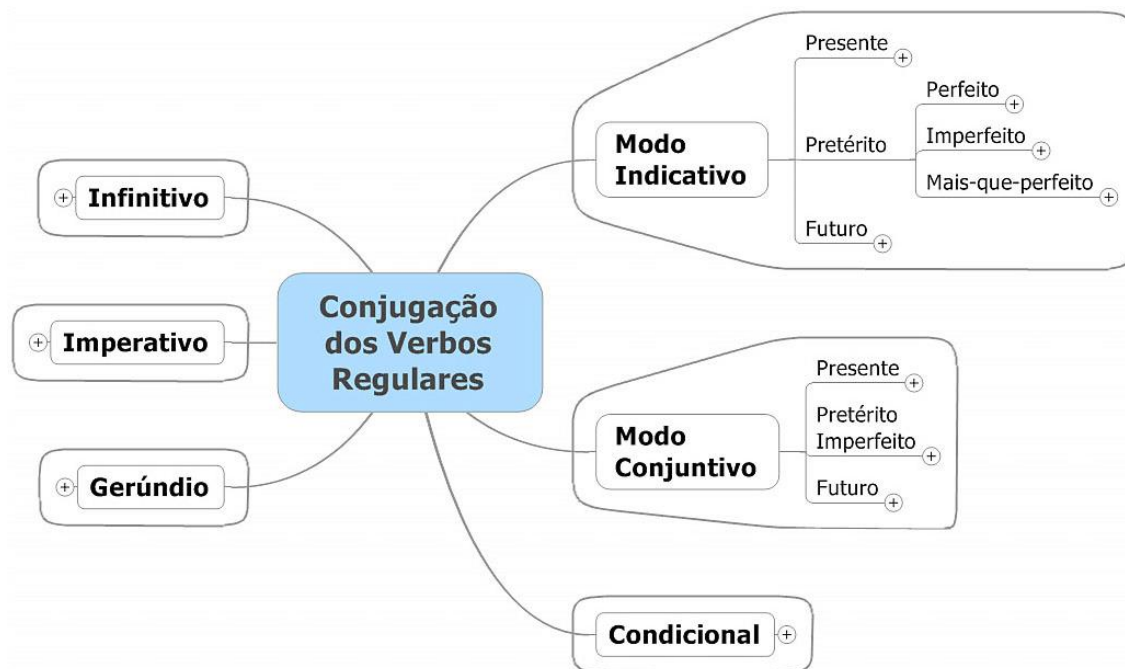 Conjugação
dos Verbos
Regulares
Modo
Indicativo
Presente
Pretérito
Perfeito
Imperfeito
Mais-que-perfeito
Futuro
Modo
Conjuntivo
Presente
Pretérito
Imperfeito
Futuro
Condicional
Infinitivo
Imperativo
Gerúndio